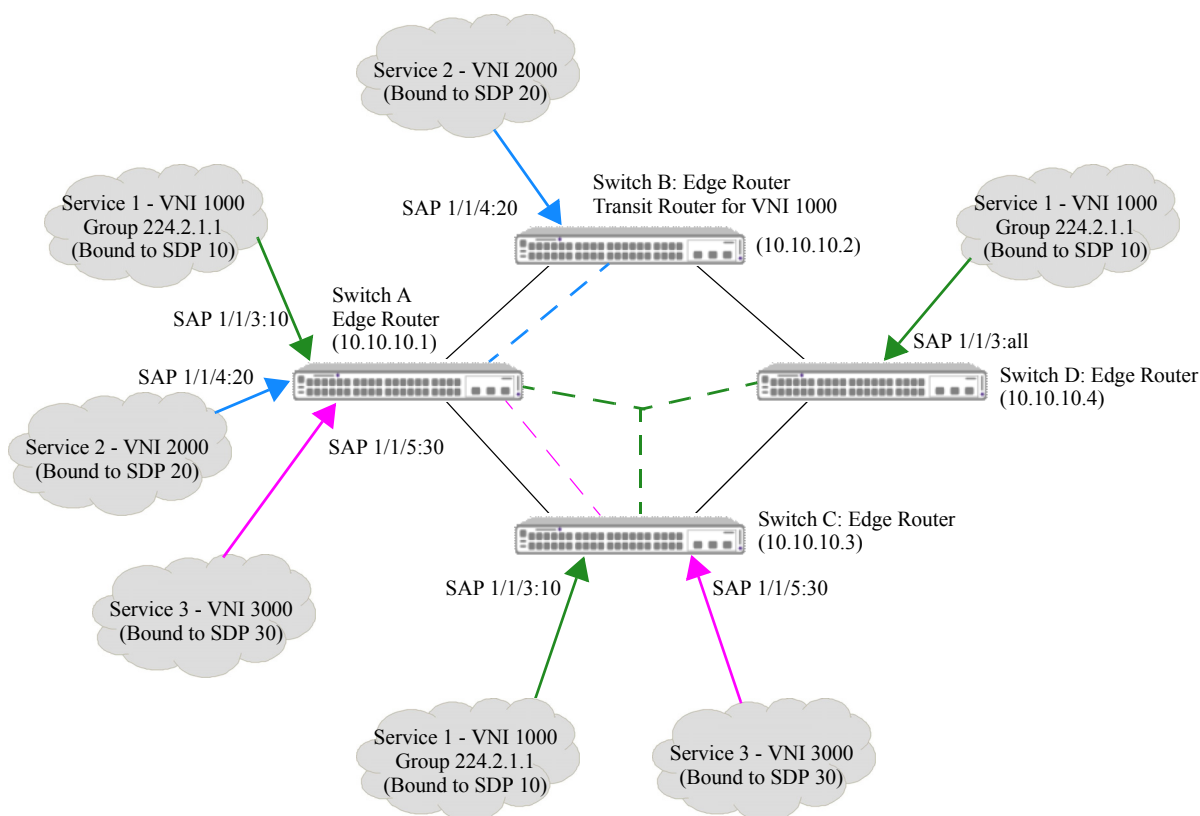 Service 2 - VNI 2000
(Bound to SDP 20)
Switch B: Edge Router
Transit Router for VNI 1000
(10.10.10.2)
SAP 1/1/4:20
Service 1 - VNI 1000
Group 224.2.1.1
(Bound to SDP 10)
Service 1 - VNI 1000
Group 224.2.1.1
(Bound to SDP 10)
Switch A
Edge Router
(10.10.10.1)
SAP 1/1/3:10
SAP 1/1/3:all
SAP 1/1/4:20
Switch D: Edge Router
(10.10.10.4)
Service 2 - VNI 2000
(Bound to SDP 20)
SAP 1/1/5:30
Switch C: Edge Router
(10.10.10.3)
SAP 1/1/3:10
SAP 1/1/5:30
Service 3 - VNI 3000
(Bound to SDP 30)
Service 1 - VNI 1000
Group 224.2.1.1
(Bound to SDP 10)
Service 3 - VNI 3000
(Bound to SDP 30)